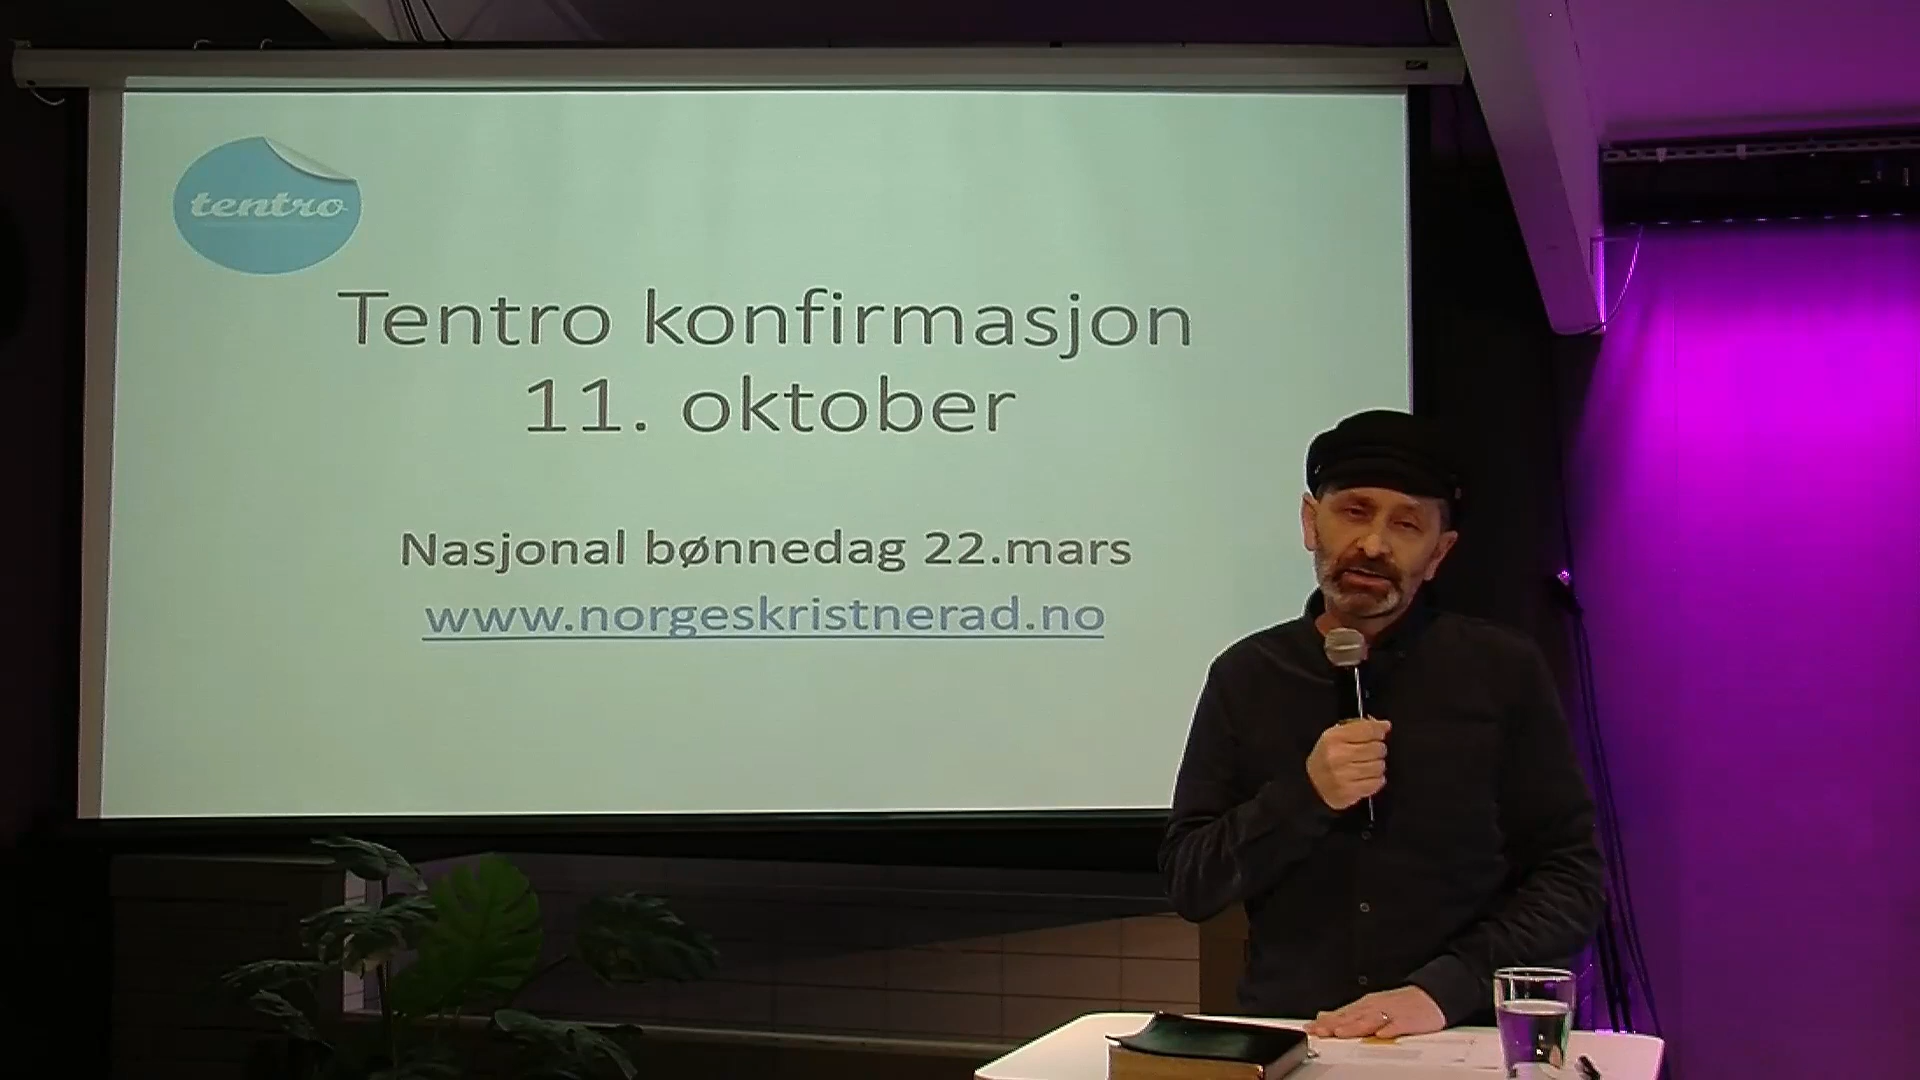 tentro
Tentro konfirmasjon
11. oktober
Nasjonal bønnedag 22.mars
www.norgeskristnerad.no